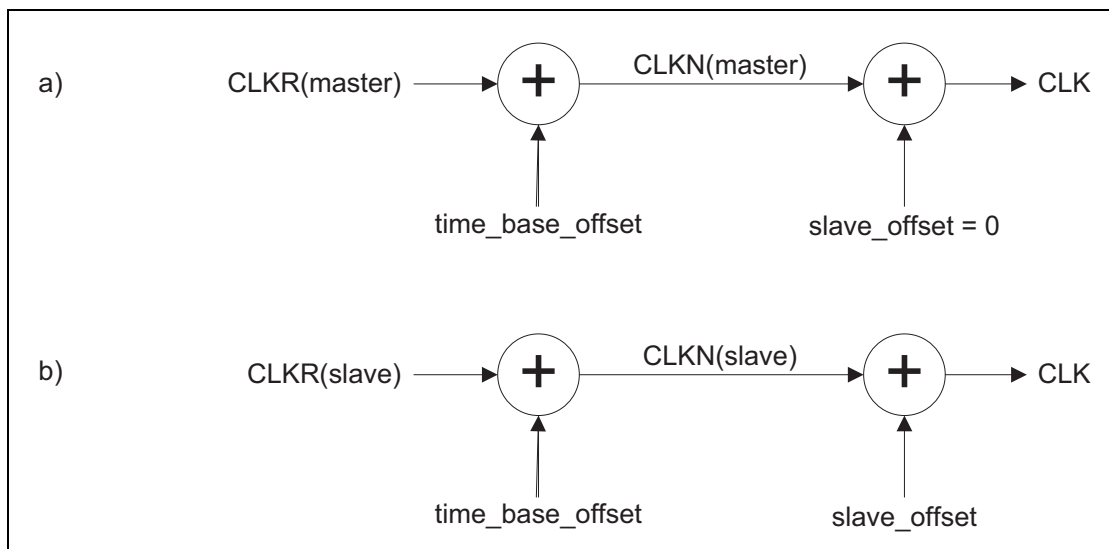 a) CLKR(master) + CLKN(master) + CLK
time_base_offset slave_offset = 0
b) CLKR(slave) + CLKN(slave) + CLK
time_base_offset slave_offset